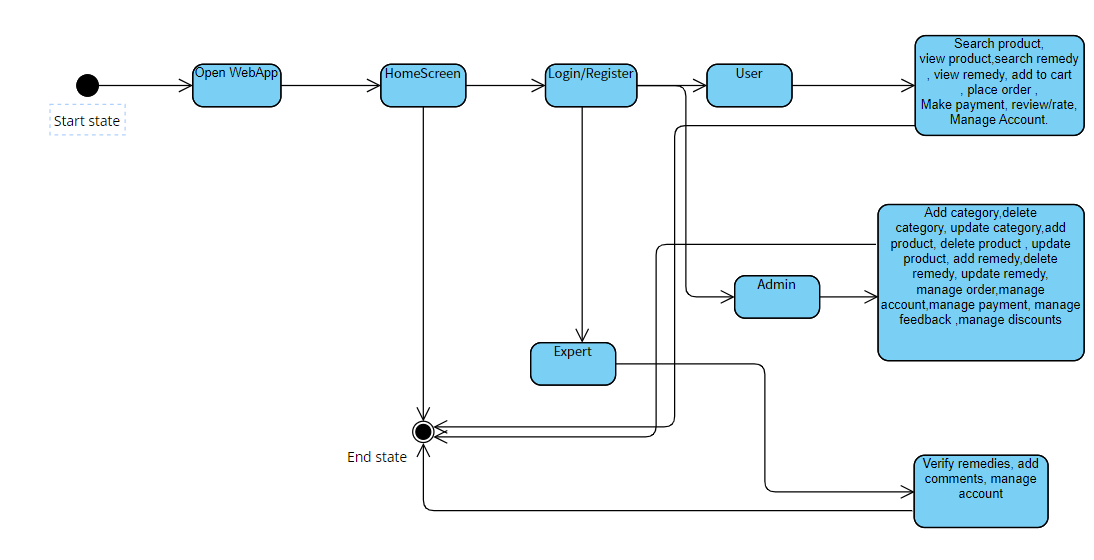 Open WebApp
HomeScreen
Login/Register
User
Search product,
view product,search remedy
, view remedy, add to cart
, place order ,
Make payment, review/rate,
Manage Account.
Start state
Add category,delete
category, update category,add
product, delete product , update
product, add remedy,delete
remedy, update remedy,
manage order,manage
account,manage payment, manage
feedback ,manage discounts
Admin
Expert
End state
Verify remedies, add
comments, manage
account